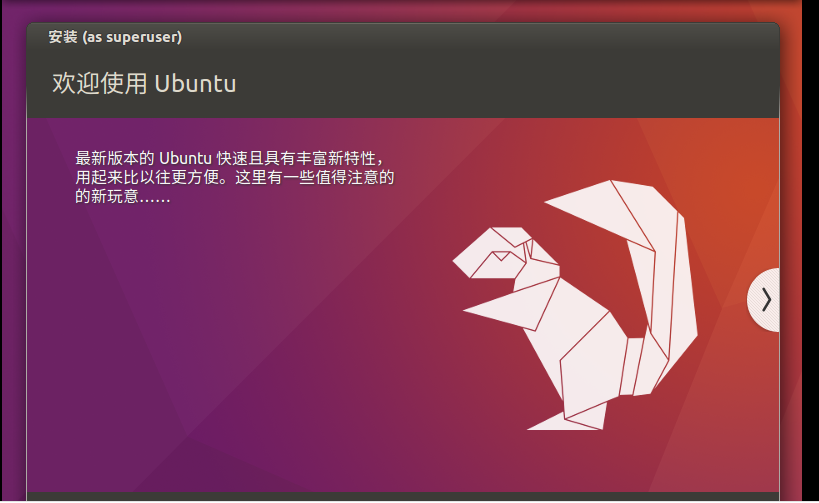 安装 (as superuser)
欢迎使用 Ubuntu
最新版本的 Ubuntu 快速且具有丰富新特性，
用起来比以往更方便。这里有一些值得注意的
的新玩意……